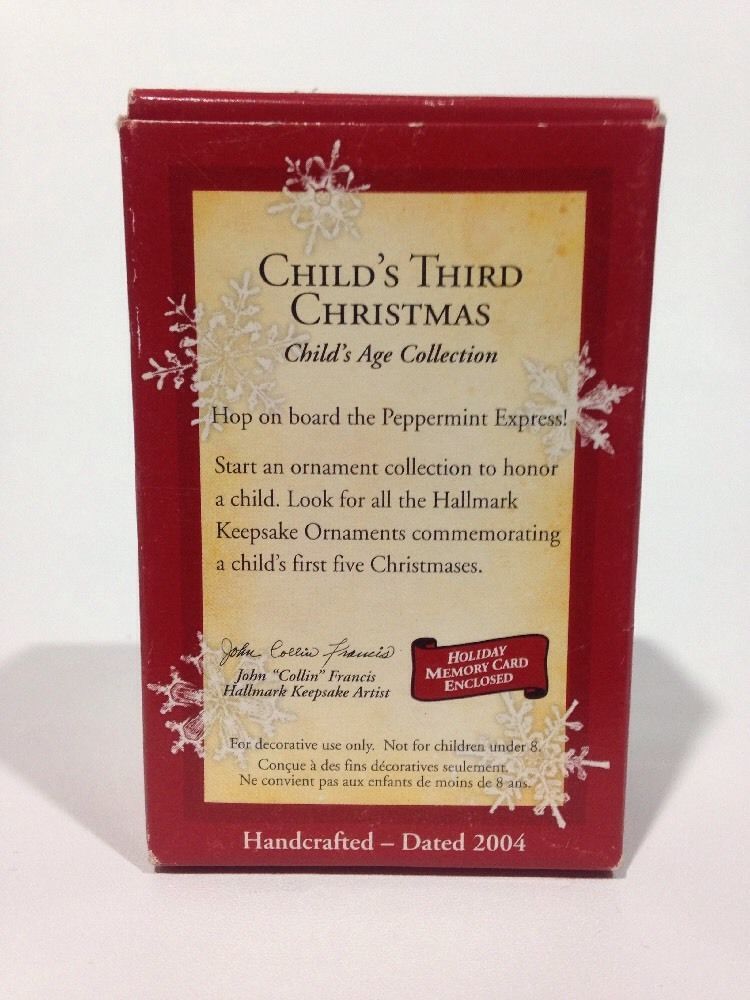 CHILD'S THIRD
CHRISTMAS
Child's Age Collection
Hop on board the Peppermint Express!
Start an ornament collection to honor
a child. Look for all the Hallmark
Keepsake Ornaments commemorating
a child's first five Christmases.
John Collin Francis
John "Collin" Francis
Hallmark Keepsake Artist
HOLIDAY
MEMORY CARD
ENCLOSED
For decorative use only. Not for children under 8.
Conçue à des fins décoratives seulement.
Ne convient pas aux enfants de moins de 8 ans.
Handcrafted – Dated 2004